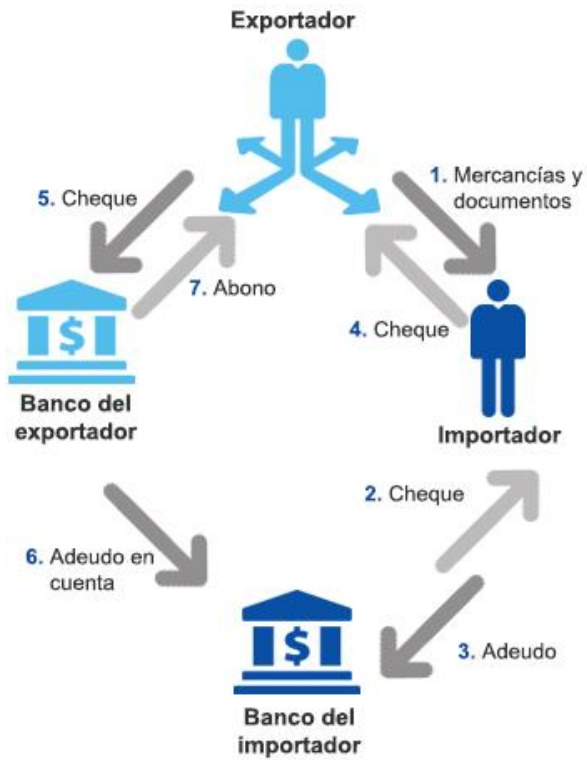 Exportador
1. Mercancías y
documentos
5. Cheque
7. Abono
4. Cheque
$
Banco del
exportador
Importador
2. Cheque
6. Adeudo en
cuenta
3. Adeudo
$
Banco del
importador